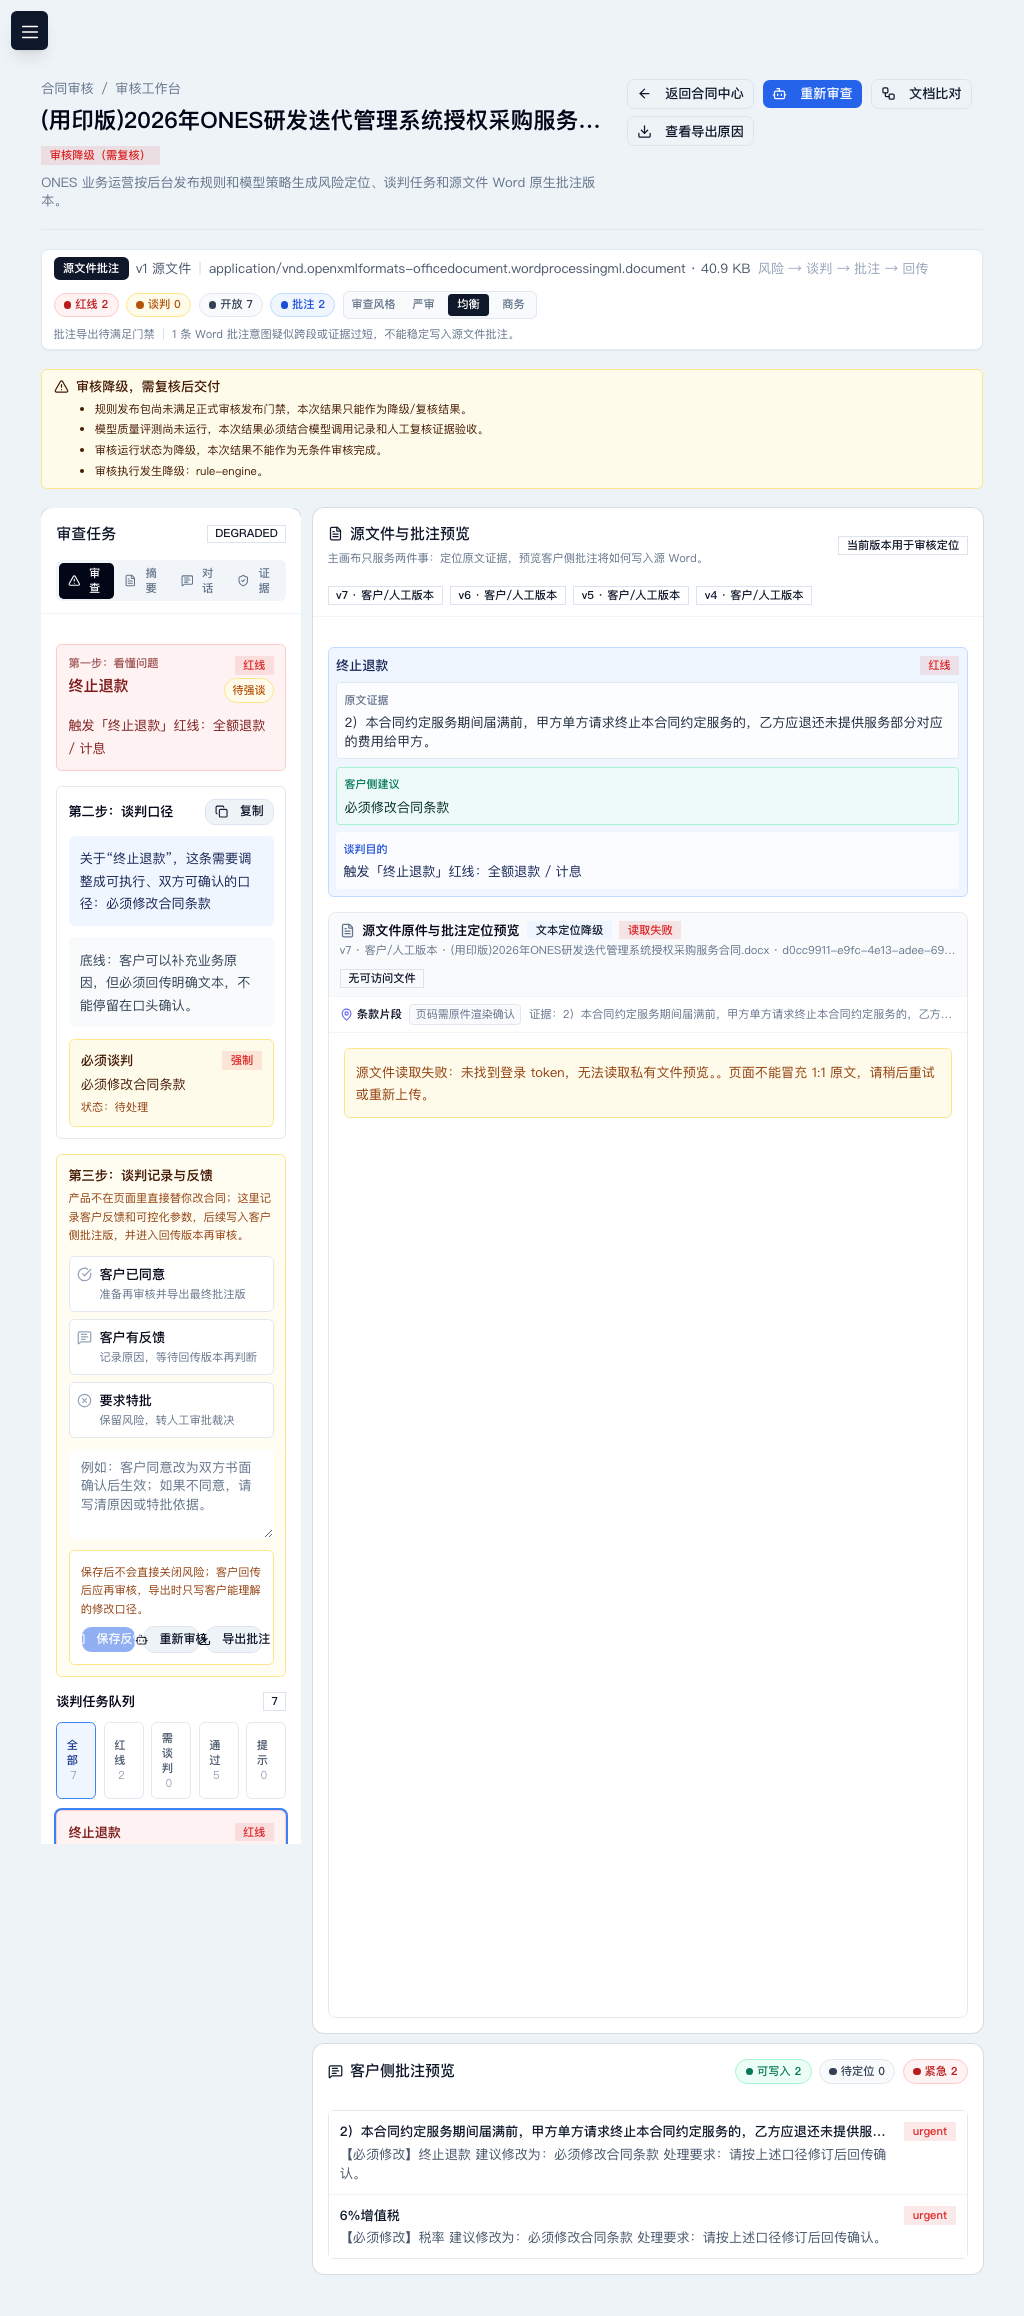 合同审核 / 审核工作台
(用印版)2026年ONES研发迭代管理系统授权采购服务...
审核降级（需复核）
ONES 业务运营按后台发布规则和模型策略生成风险定位、谈判任务和源文件 Word 原生批注版
本。
返回合同中心
重新审查
文档比对
查看导出原因
源文件批注 v1 源文件 application/vnd.openxmlformats-officedocument.wordprocessingml.document · 40.9 KB 风险 → 谈判 → 批注 → 回传
红线 2 谈判 0 开放 7 批注 2 审查风格 严审 均衡 商务
批注导出待满足门禁 1 条 Word 批注意图疑似跨段或证据过短，不能稳定写入源文件批注。
审核降级，需复核后交付
• 规则发布包尚未满足正式审核发布门禁，本次结果只能作为降级/复核结果。
• 模型质量评测尚未运行，本次结果必须结合模型调用记录和人工复核证据验收。
• 审核运行状态为降级，本次结果不能作为无条件审核完成。
• 审核执行发生降级：rule-engine。
审查任务
DEGRADED
审
查
摘
要
对
话
证
据
第一步：看懂问题
红线
终止退款
待强谈
触发「终止退款」红线：全额退款
/ 计息
第二步：谈判口径
复制
关于“终止退款”，这条需要调
整成可执行、双方可确认的口
径：必须修改合同条款
底线：客户可以补充业务原
因，但必须回传明确文本，不
能停留在口头确认。
必须谈判
强制
必须修改合同条款
状态：待处理
第三步：谈判记录与反馈
产品不在页面里直接替你改合同；这里记
录客户反馈和可控化参数，后续写入客户
侧批注版，并进入回传版本再审核。
客户已同意
准备再审核并导出最终批注版
客户有反馈
记录原因，等待回传版本再判断
要求特批
保留风险，转人工审批裁决
例如：客户同意改为双方书面
确认后生效；如果不同意，请
写清原因或特批依据。
保存后不会直接关闭风险；客户回传
后应再审核，导出时只写客户能理解
的修改口径。
保存反
重新审核
导出批注
谈判任务队列
7
全
部
7
红
线
2
需
谈
判
0
通
过
5
提
示
0
终止退款
红线
源文件与批注预览
主画布只服务两件事：定位原文证据，预览客户侧批注将如何写入源 Word。
当前版本用于审核定位
v7 · 客户/人工版本
v6 · 客户/人工版本
v5 · 客户/人工版本
v4 · 客户/人工版本
终止退款
红线
原文证据
2）本合同约定服务期间届满前，甲方单方请求终止本合同约定服务的，乙方应退还未提供服务部分对应
的费用给甲方。
客户侧建议
必须修改合同条款
谈判目的
触发「终止退款」红线：全额退款 / 计息
源文件原件与批注定位预览 文本定位降级 读取失败
v7 · 客户/人工版本 · (用印版)2026年ONES研发迭代管理系统授权采购服务合同.docx · d0cc9911-e9fc-4e13-adee-69...
无可访问文件
条款片段 页码需原件渲染确认 证据：2）本合同约定服务期间届满前，甲方单方请求终止本合同约定服务的，乙方...
源文件读取失败：未找到登录 token，无法读取私有文件预览。。页面不能冒充 1:1 原文，请稍后重试
或重新上传。
客户侧批注预览
可写入 2
待定位 0
紧急 2
2）本合同约定服务期间届满前，甲方单方请求终止本合同约定服务的，乙方应退还未提供服...
urgent
【必须修改】终止退款 建议修改为：必须修改合同条款 处理要求：请按上述口径修订后回传确
认。
6%增值税
urgent
【必须修改】税率 建议修改为：必须修改合同条款 处理要求：请按上述口径修订后回传确认。